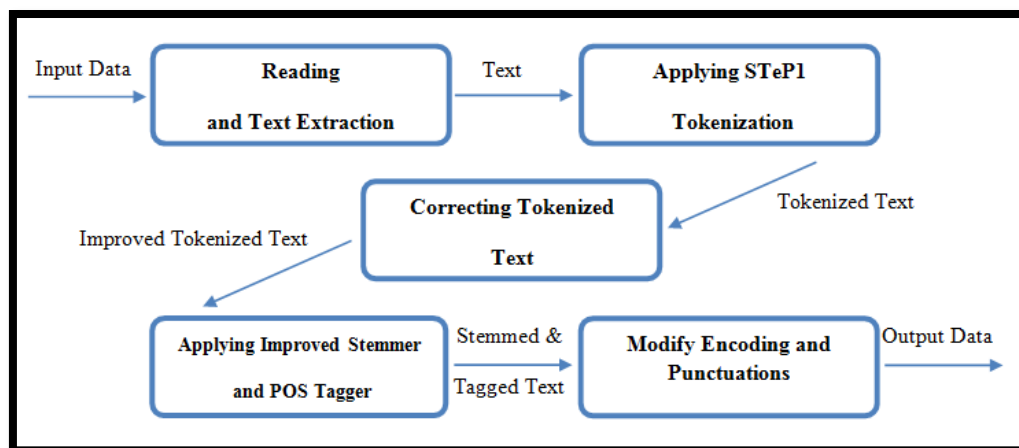 Input Data
Reading
and Text Extraction
Text
Applying STeP1
Tokenization
Tokenized Text
Correcting Tokenized
Text
Improved Tokenized Text
Applying Improved Stemmer
and POS Tagger
Stemmed &
Tagged Text
Modify Encoding and
Punctuations
Output Data